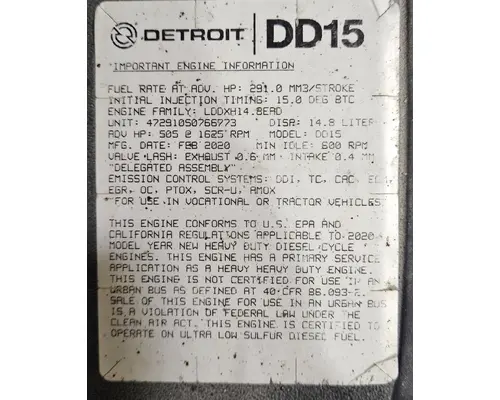 DETROIT DD15
"IMPORTANT ENGINE INFORMATION
FUEL RATE AT ADV. HP: 291.0 MM3/STROKE
INITIAL INJECTION TIMING: 15.0 DEG BTC
ENGINE FAMILY: LDDXH14.8EAD
UNIT: 472910S0766773 DISP: 14.8 LITER
ADV HP: 505 @ 1625 RPM MODEL: DD15
MFG. DATE: FEB 2020 MIN IDLE: 600 RPM
VALVE LASH: EXHAUST 0.6 MM INTAKE 0.4 MM
"DELEGATED ASSEMBLY"
EMISSION CONTROL SYSTEMS: DDI, TC, CAC, ECM
EGR, OC, PTOX, SCR-U, AMOX
"FOR USE IN VOCATIONAL OR TRACTOR VEHICLES"
THIS ENGINE CONFORMS TO U.S. EPA AND
CALIFORNIA REGULATIONS APPLICABLE TO 2020
MODEL YEAR NEW HEAVY DUTY DIESEL CYCLE
ENGINES. THIS ENGINE HAS A PRIMARY SERVICE
APPLICATION AS A HEAVY HEAVY DUTY ENGINE.
THIS ENGINE IS NOT CERTIFIED FOR USE IN AN
URBAN BUS AS DEFINED AT 40 CFR 86.093-2.
SALE OF THIS ENGINE FOR USE IN AN URBAN BUS
IS A VIOLATION OF FEDERAL LAW UNDER THE
CLEAN AIR ACT. THIS ENGINE IS CERTIFIED TO
OPERATE ON ULTRA LOW SULFUR DIESEL FUEL.